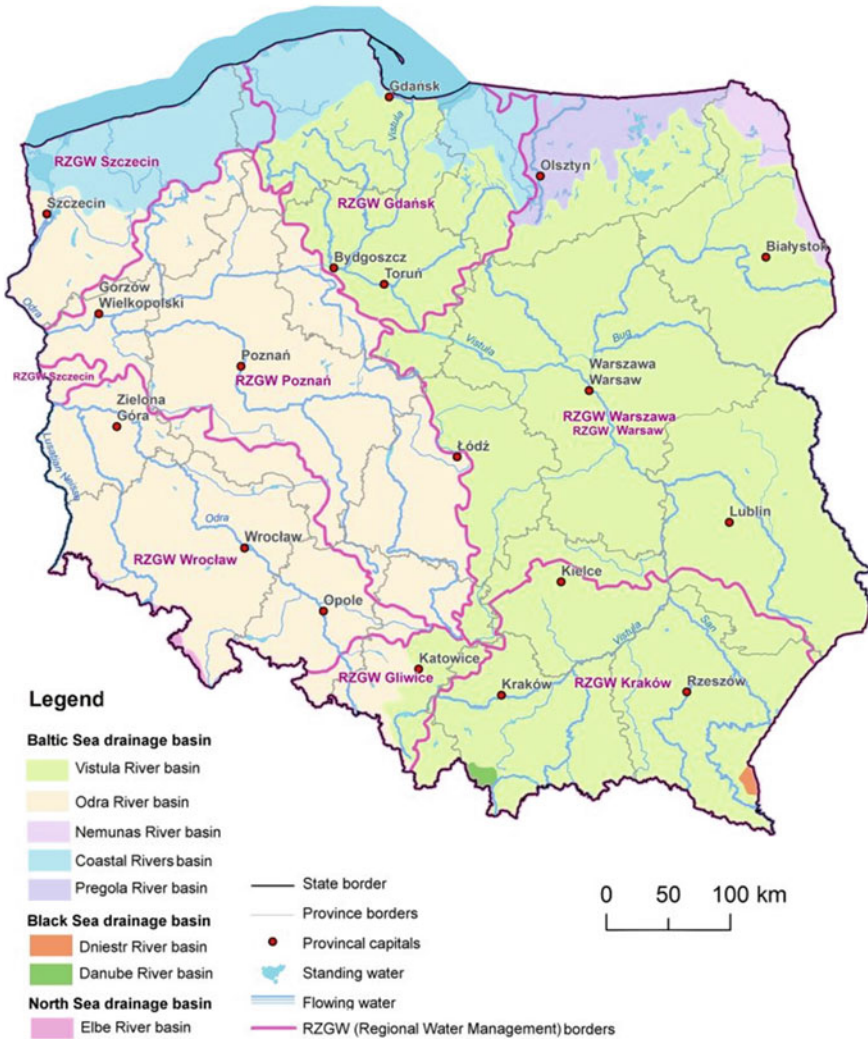 Gdańsk
Vistula
RZGW Szczecin
Olsztyn
Szczecin
RZGW Gdańsk
Białystok
Bydgoszcz
Toruń
Odra
Gorzów
Wielkopolski
Vistula
Bug
Poznań
RZGW Poznań
Warszawa
Warsaw
RZGW Szczecin
Zielona
Góra
RZGW Warszawa
RZGW Warsaw
Łódź
Lusatian Neisse
Odra
Lublin
Wrocław
RZGW Wrocław
Kielce
Opole
Vistula
San
Katowice
RZGW Gliwice
Kraków
RZGW Kraków
Rzeszów
Legend
Baltic Sea drainage basin
Vistula River basin
Odra River basin
Nemunas River basin
Coastal Rivers basin
Pregola River basin
Black Sea drainage basin
Dniestr River basin
Danube River basin
North Sea drainage basin
Elbe River basin
State border
Province borders
Provincal capitals
Standing water
Flowing water
RZGW (Regional Water Management) borders
0 50 100 km